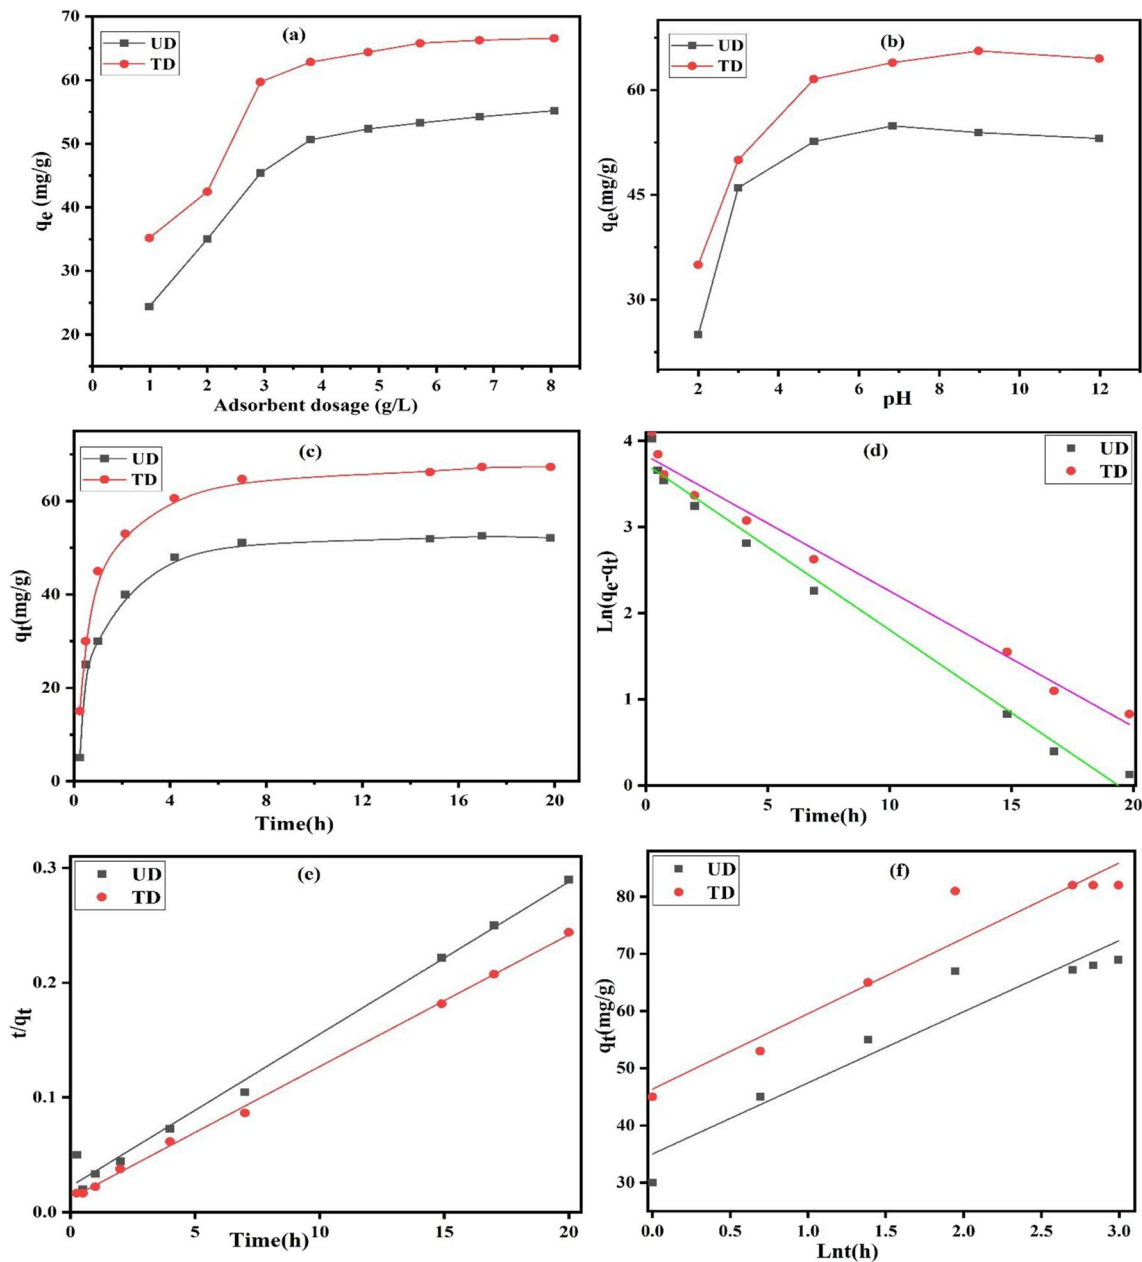 (a)
UD
TD
70
60
50
40
30
20
qe (mg/g)
0 1 2 3 4 5 6 7 8
Adsorbent dosage (g/L)
(b)
UD
TD
60
45
30
qe(mg/g)
2 4 6 8 10 12
pH
(c)
UD
TD
60
40
20
0
qt(mg/g)
0 4 8 12 16 20
Time(h)
(d)
UD
TD
4
3
2
1
0
Ln(qe-qt)
0 5 10 15 20
Time(h)
(e)
UD
TD
0.3
0.2
0.1
0.0
t/qt
0 5 10 15 20
Time(h)
(f)
UD
TD
80
70
60
50
40
30
qt(mg/g)
0.0 0.5 1.0 1.5 2.0 2.5 3.0
Lnt(h)